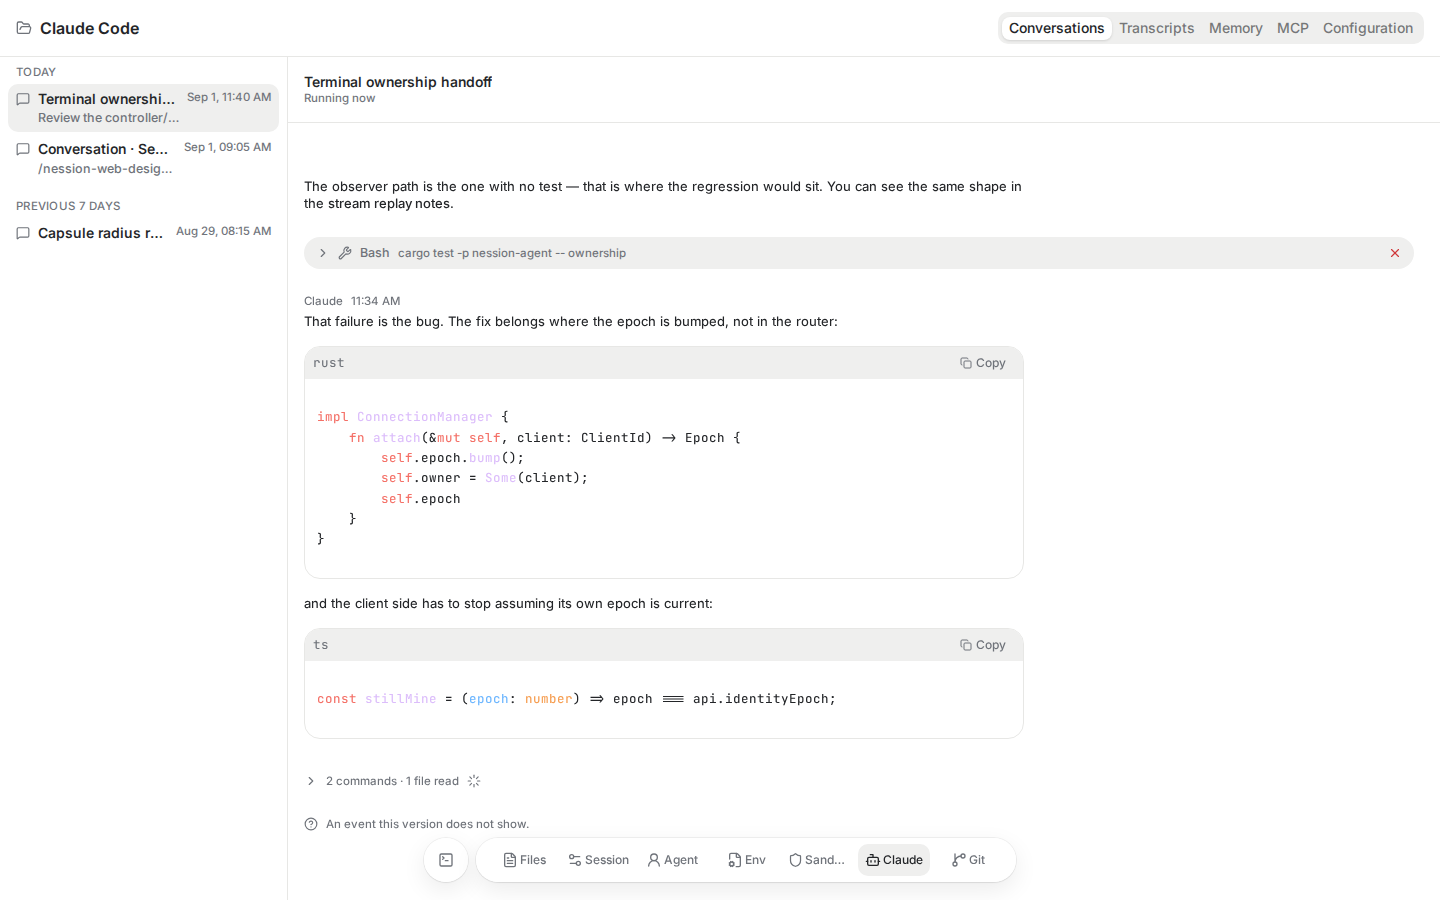 Claude Code
Conversations Transcripts Memory MCP Configuration
TODAY
Terminal ownershi... Sep 1, 11:40 AM
Review the controller/...
Conversation · Se... Sep 1, 09:05 AM
/nession-web-desig...
PREVIOUS 7 DAYS
Capsule radius r... Aug 29, 08:15 AM
Terminal ownership handoff
Running now
The observer path is the one with no test — that is where the regression would sit. You can see the same shape in
the stream replay notes.
Bash cargo test -p nession-agent -- ownership
Claude 11:34 AM
That failure is the bug. The fix belongs where the epoch is bumped, not in the router:
rust Copy
impl ConnectionManager {
    fn attach(&mut self, client: ClientId) -> Epoch {
        self.epoch.bump();
        self.owner = Some(client);
        self.epoch
    }
}
and the client side has to stop assuming its own epoch is current:
ts Copy
const stillMine = (epoch: number) => epoch === api.identityEpoch;
2 commands · 1 file read
An event this version does not show.
Files Session Agent Env Sand... Claude Git